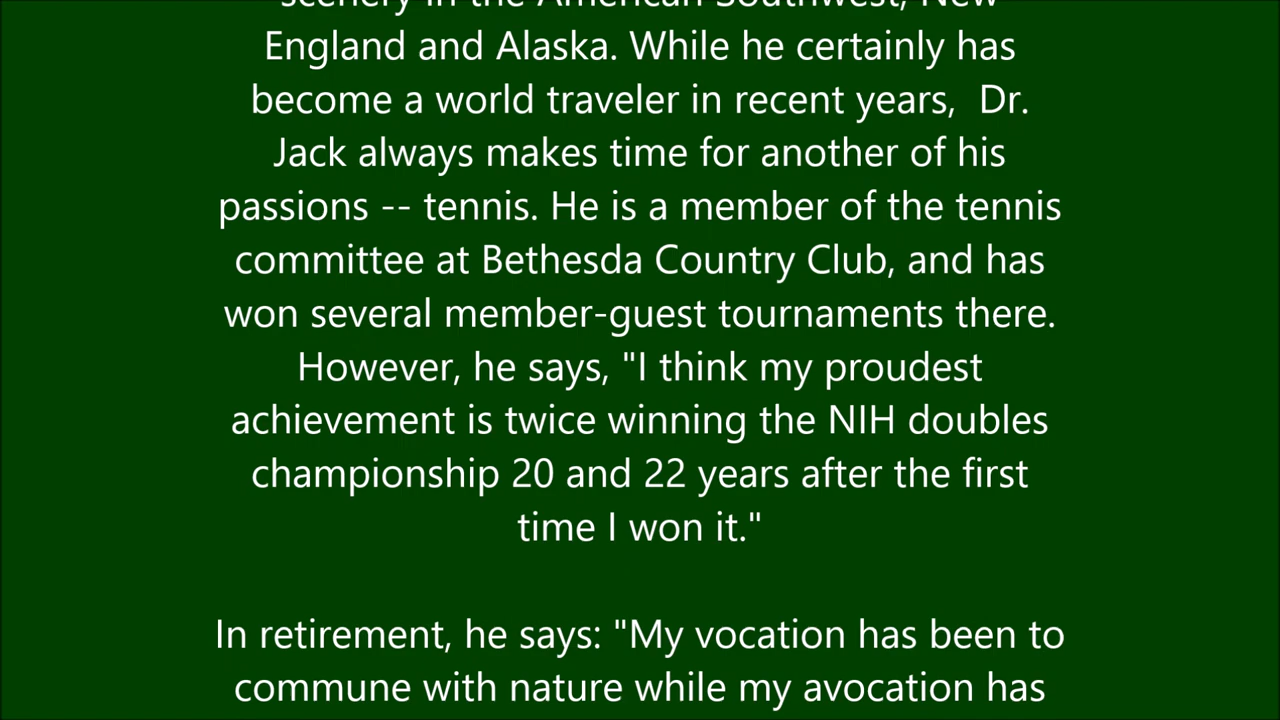 scenery in the American Southwest, New
England and Alaska. While he certainly has
become a world traveler in recent years,  Dr.
Jack always makes time for another of his
passions -- tennis. He is a member of the tennis
committee at Bethesda Country Club, and has
won several member-guest tournaments there.
However, he says, "I think my proudest
achievement is twice winning the NIH doubles
championship 20 and 22 years after the first
time I won it."
In retirement, he says: "My vocation has been to
commune with nature while my avocation has